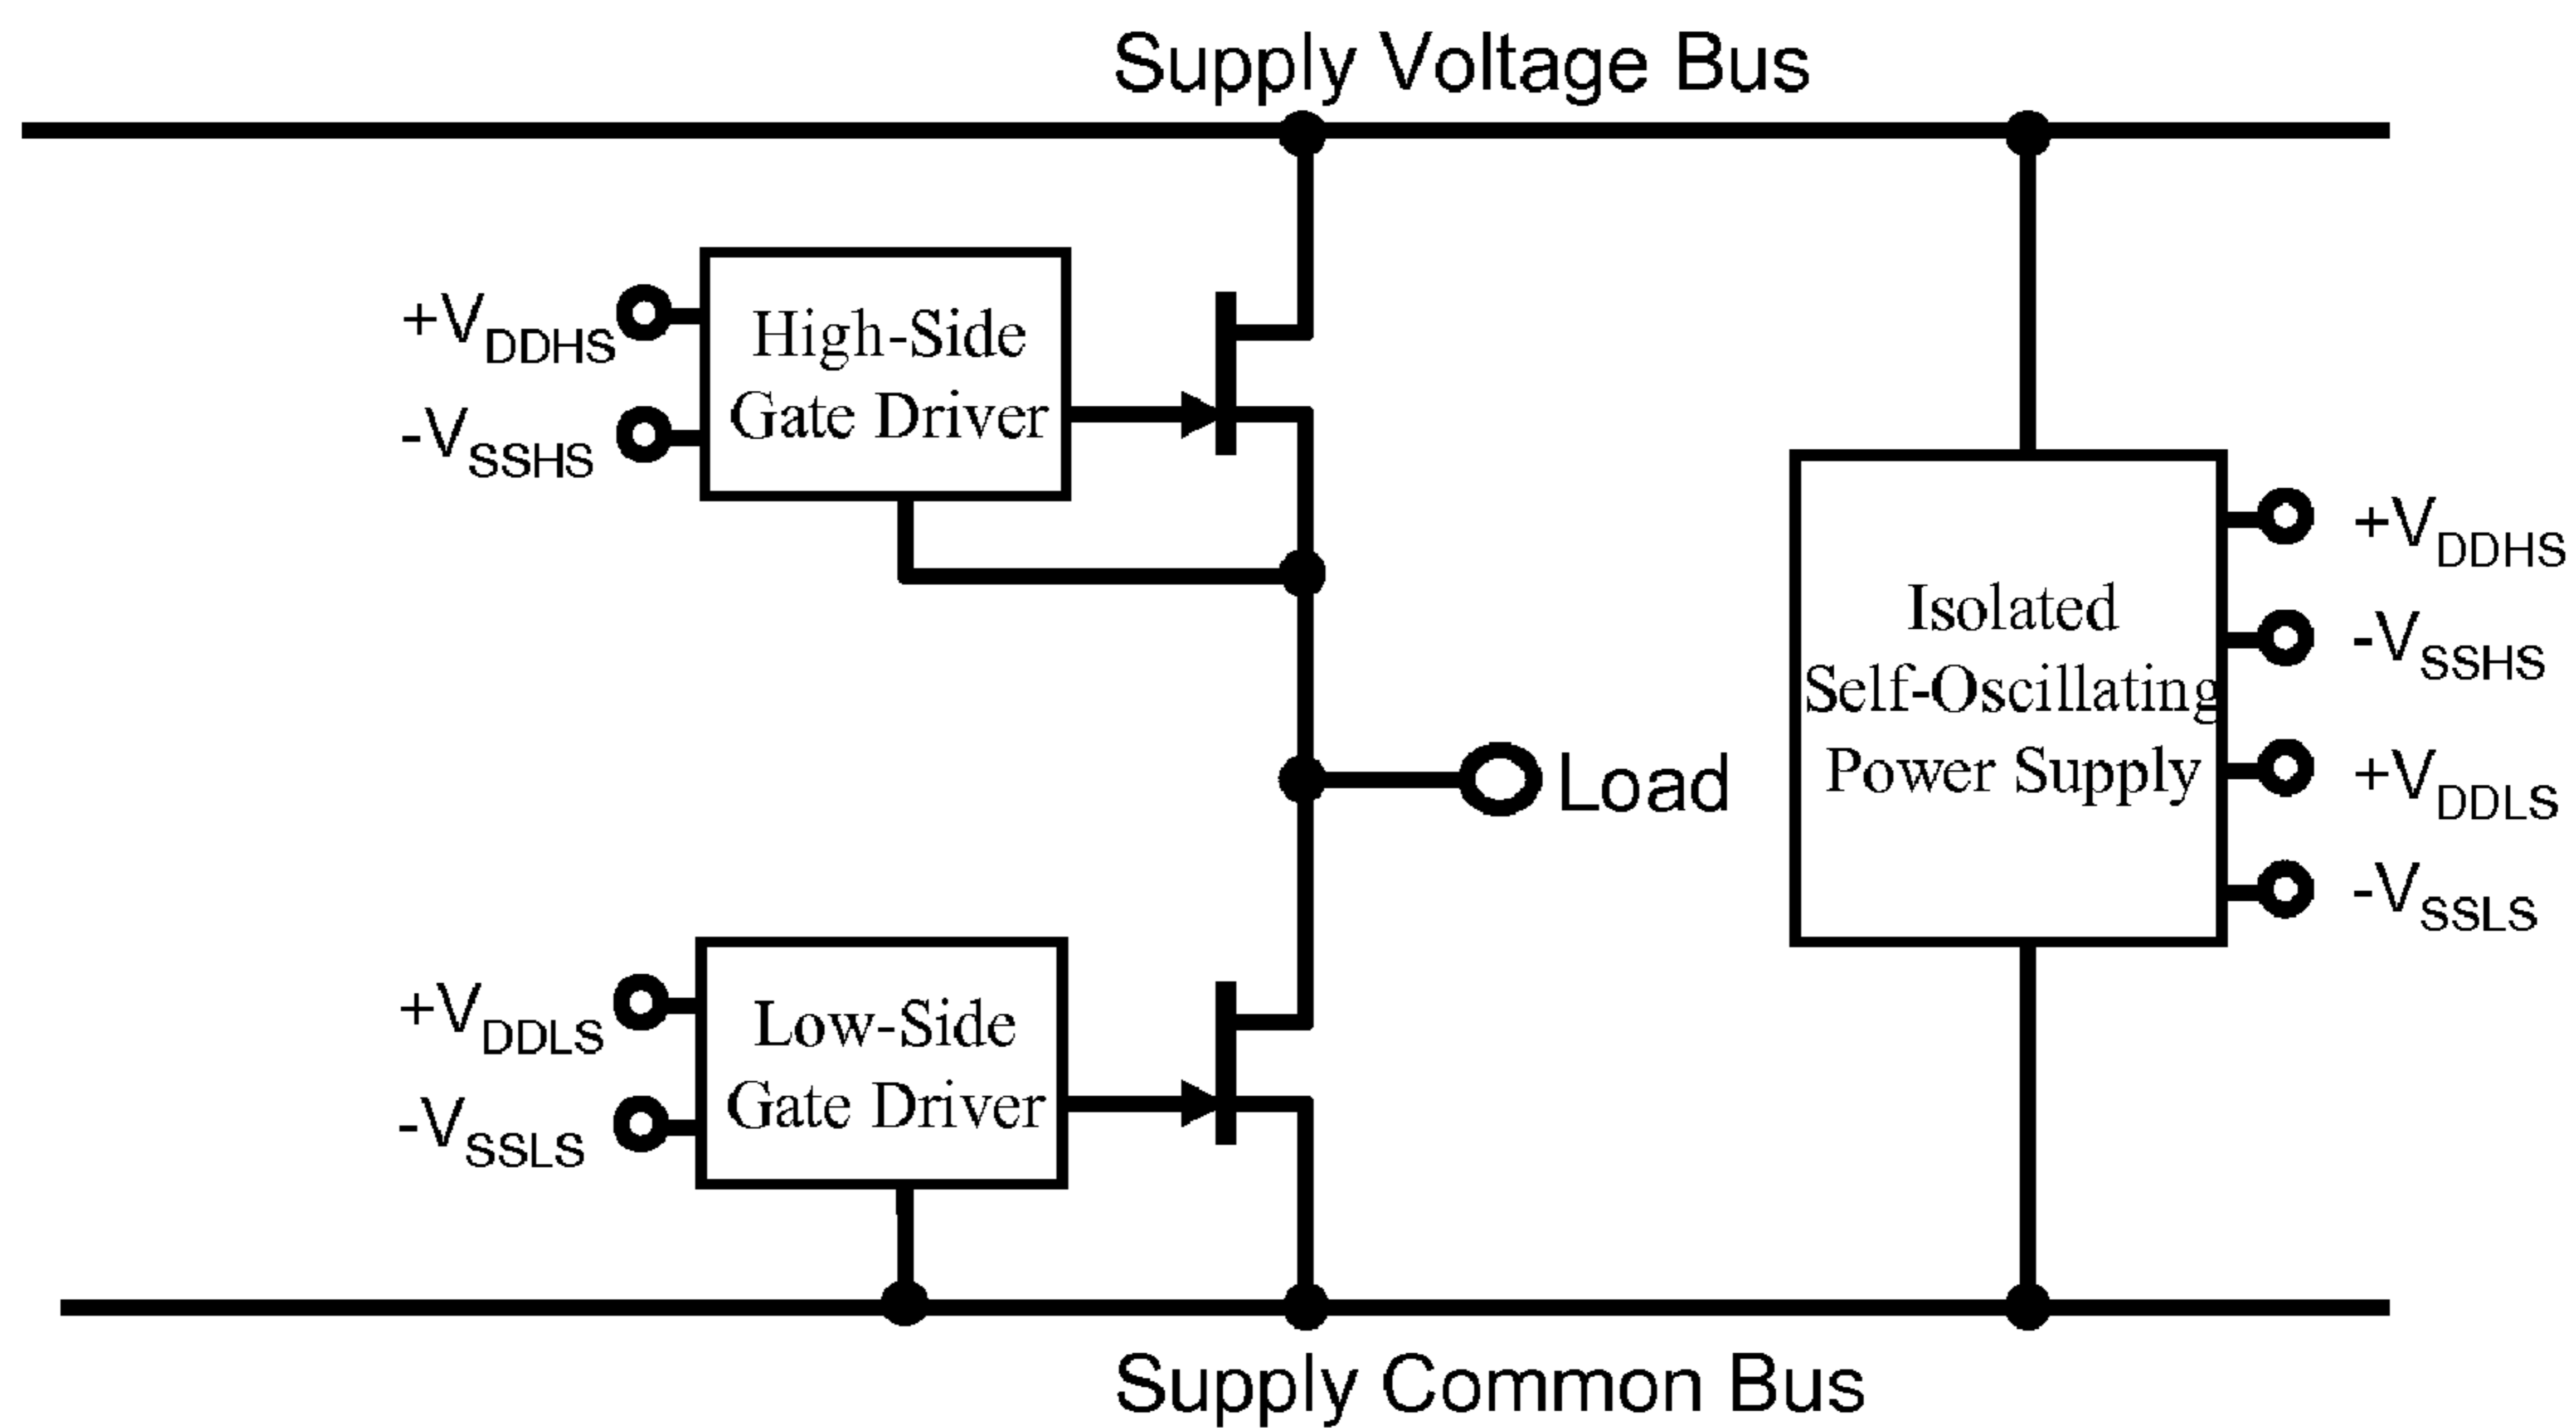 Supply Voltage Bus
+VDDHS
-VSSHS
High-Side
Gate Driver
Load
+VDDLS
-VSSLS
Low-Side
Gate Driver
Isolated
Self-Oscillating
Power Supply
+VDDHS
-VSSHS
+VDDLS
-VSSLS
Supply Common Bus